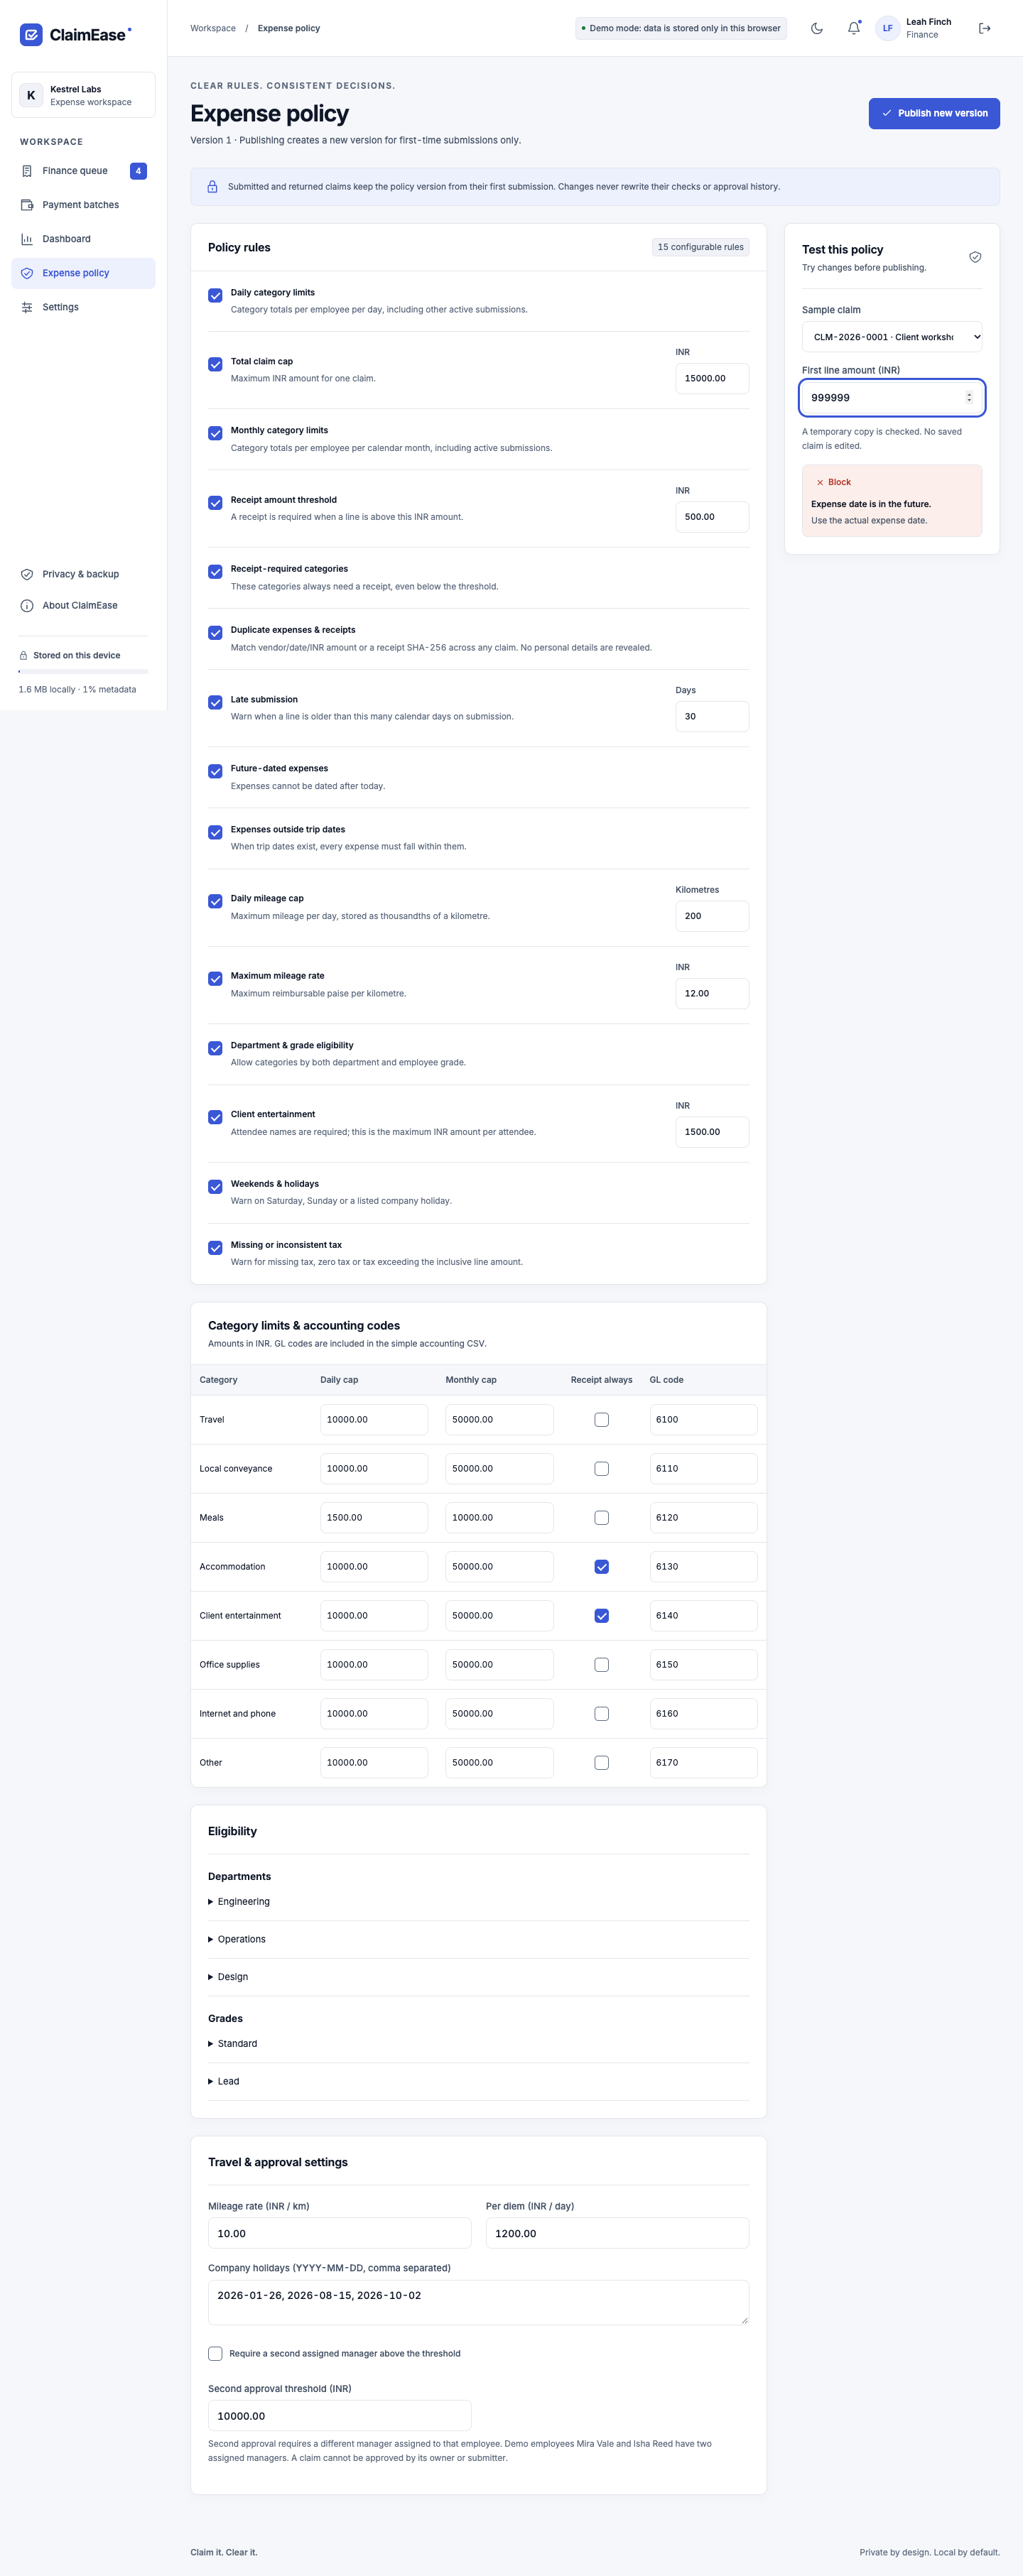 ClaimEase
K
Kestrel Labs
Expense workspace
WORKSPACE
Finance queue 4
Payment batches
Dashboard
Expense policy
Settings
Privacy & backup
About ClaimEase
Stored on this device
1.6 MB locally · 1% metadata
Workspace / Expense policy
Demo mode: data is stored only in this browser
LF
Leah Finch
Finance
CLEAR RULES. CONSISTENT DECISIONS.
Expense policy
Version 1 · Publishing creates a new version for first-time submissions only.
Publish new version
Submitted and returned claims keep the policy version from their first submission. Changes never rewrite their checks or approval history.
Policy rules
15 configurable rules
Daily category limits
Category totals per employee per day, including other active submissions.
Total claim cap
Maximum INR amount for one claim.
INR
15000.00
Monthly category limits
Category totals per employee per calendar month, including active submissions.
Receipt amount threshold
A receipt is required when a line is above this INR amount.
INR
500.00
Receipt-required categories
These categories always need a receipt, even below the threshold.
Duplicate expenses & receipts
Match vendor/date/INR amount or a receipt SHA-256 across any claim. No personal details are revealed.
Late submission
Warn when a line is older than this many calendar days on submission.
Days
30
Future-dated expenses
Expenses cannot be dated after today.
Expenses outside trip dates
When trip dates exist, every expense must fall within them.
Daily mileage cap
Maximum mileage per day, stored as thousandths of a kilometre.
Kilometres
200
Maximum mileage rate
Maximum reimbursable paise per kilometre.
INR
12.00
Department & grade eligibility
Allow categories by both department and employee grade.
Client entertainment
Attendee names are required; this is the maximum INR amount per attendee.
INR
1500.00
Weekends & holidays
Warn on Saturday, Sunday or a listed company holiday.
Missing or inconsistent tax
Warn for missing tax, zero tax or tax exceeding the inclusive line amount.
Test this policy
Try changes before publishing.
Sample claim
CLM-2026-0001 · Client worksho
First line amount (INR)
999999
A temporary copy is checked. No saved
claim is edited.
Block
Expense date is in the future.
Use the actual expense date.
Category limits & accounting codes
Amounts in INR. GL codes are included in the simple accounting CSV.
Category Daily cap Monthly cap Receipt always GL code
Travel 10000.00 50000.00 6100
Local conveyance 10000.00 50000.00 6110
Meals 1500.00 10000.00 6120
Accommodation 10000.00 50000.00 6130
Client entertainment 10000.00 50000.00 6140
Office supplies 10000.00 50000.00 6150
Internet and phone 10000.00 50000.00 6160
Other 10000.00 50000.00 6170
Eligibility
Departments
Engineering
Operations
Design
Grades
Standard
Lead
Travel & approval settings
Mileage rate (INR / km) Per diem (INR / day)
10.00 1200.00
Company holidays (YYYY-MM-DD, comma separated)
2026-01-26, 2026-08-15, 2026-10-02
Require a second assigned manager above the threshold
Second approval threshold (INR)
10000.00
Second approval requires a different manager assigned to that employee. Demo employees Mira Vale and Isha Reed have two
assigned managers. A claim cannot be approved by its owner or submitter.
Claim it. Clear it.
Private by design. Local by default.